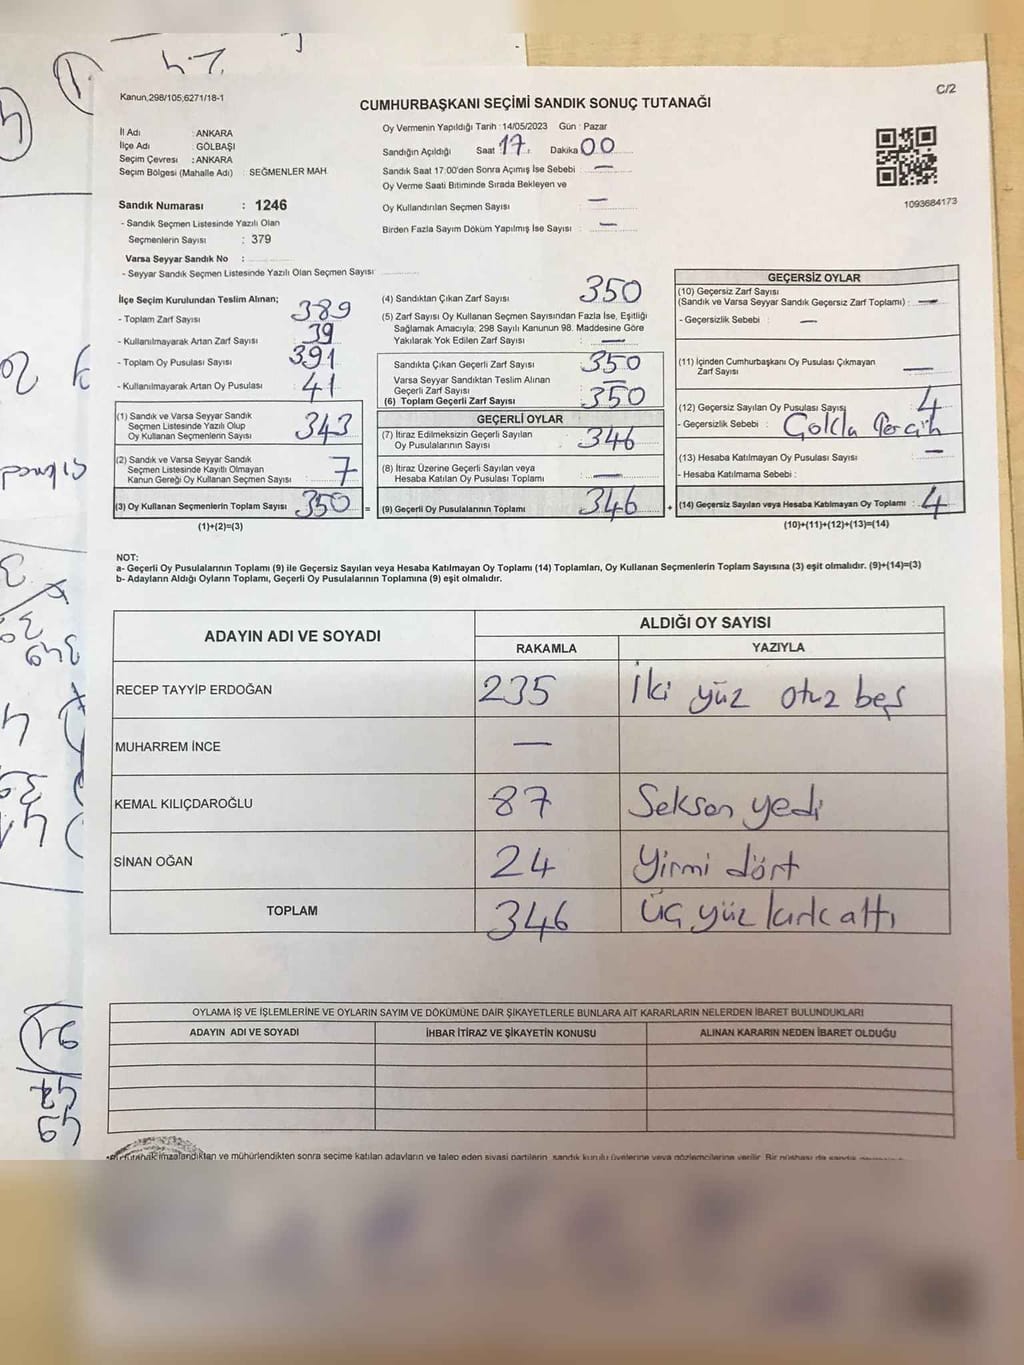 C/2
Kanun,298/105;6271/18-1
CUMHURBAŞKANI SEÇİMİ SANDIK SONUÇ TUTANAĞI
İl Adı : ANKARA
İlçe Adı : GÖLBAŞI
Seçim Çevresi : ANKARA
Seçim Bölgesi (Mahalle Adı) : SEĞMENLER MAH
Sandık Numarası : 1246
- Sandık Seçmen Listesinde Yazılı Olan
Seçmenlerin Sayısı : 379
Varsa Seyyar Sandık No :
- Seyyar Sandık Seçmen Listesinde Yazılı Olan Seçmen Sayısı:
Oy Vermenin Yapıldığı Tarih : 14/05/2023 Gün : Pazar
Sandığın Açıldığı Saat 17 Dakika 00
Sandık Saat 17:00'den Sonra Açımış İse Sebebi : —
Oy Verme Saati Bitiminde Sırada Bekleyen ve
Oy Kullandırılan Seçmen Sayısı : —
Birden Fazla Sayım Döküm Yapılmış İse Sayısı : —
1093684173
İlçe Seçim Kurulundan Teslim Alınan;
- Toplam Zarf Sayısı : 389
- Kullanılmayarak Artan Zarf Sayısı : 39
- Toplam Oy Pusulası Sayısı : 391
- Kullanılmayarak Artan Oy Pusulası : 41
(1) Sandık ve Varsa Seyyar Sandık
Seçmen Listesinde Yazılı Olup
Oy Kullanan Seçmenlerin Sayısı : 343
(2) Sandık ve Varsa Seyyar Sandık
Seçmen Listesinde Kayıtlı Olmayan
Kanun Gereği Oy Kullanan Seçmen Sayısı : 7
(3) Oy Kullanan Seçmenlerin Toplam Sayısı : 350 =
(1)+(2)=(3)
(4) Sandıktan Çıkan Zarf Sayısı : 350
(5) Zarf Sayısı Oy Kullanan Seçmen Sayısından Fazla İse, Eşitliği
Sağlamak Amacıyla, 298 Sayılı Kanunun 98. Maddesine Göre
Yakılarak Yok Edilen Zarf Sayısı : —
Sandıkta Çıkan Geçerli Zarf Sayısı : 350
Varsa Seyyar Sandıktan Teslim Alınan
Geçerli Zarf Sayısı : —
(6) Toplam Geçerli Zarf Sayısı : 350
GEÇERLİ OYLAR
(7) İtiraz Edilmeksizin Geçerli Sayılan
Oy Pusulalarının Sayısı : 346
(8) İtiraz Üzerine Geçerli Sayılan veya
Hesaba Katılan Oy Pusulası Toplamı : —
(9) Geçerli Oy Pusulalarının Toplamı : 346 +
GEÇERSİZ OYLAR
(10) Geçersiz Zarf Sayısı
(Sandık ve Varsa Seyyar Sandık Geçersiz Zarf Toplamı) : —
- Geçersizlik Sebebi : —
(11) İçinden Cumhurbaşkanı Oy Pusulası Çıkmayan
Zarf Sayısı : —
(12) Geçersiz Sayılan Oy Pusulası Sayısı : 4
- Geçersizlik Sebebi :
(13) Hesaba Katılmayan Oy Pusulası Sayısı : —
- Hesaba Katılmama Sebebi :
(14) Geçersiz Sayılan veya Hesaba Katılmayan Oy Toplamı : 4
(10)+(11)+(12)+(13)=(14)
NOT:
a- Geçerli Oy Pusulalarının Toplamı (9) ile Geçersiz Sayılan veya Hesaba Katılmayan Oy Toplamı (14) Toplamları, Oy Kullanan Seçmenlerin Toplam Sayısına (3) eşit olmalıdır. (9)+(14)=(3)
b- Adayların Aldığı Oyların Toplamı, Geçerli Oy Pusulalarının Toplamına (9) eşit olmalıdır.
ADAYIN ADI VE SOYADI
ALDIĞI OY SAYISI
RAKAMLA YAZIYLA
RECEP TAYYİP ERDOĞAN 235 İki yüz otuz beş
MUHARREM İNCE —
KEMAL KILIÇDAROĞLU 87 Seksen yedi
SİNAN OĞAN 24 Yirmi dört
TOPLAM 346 üç yüz kırk altı
OYLAMA İŞ VE İŞLEMLERİNE VE OYLARIN SAYIM VE DÖKÜMÜNE DAİR ŞİKAYETLERLE BUNLARA AİT KARARLARIN NELERDEN İBARET BULUNDUKLARI
ADAYIN ADI VE SOYADI İHBAR İTİRAZ VE ŞİKAYETİN KONUSU ALINAN KARARIN NEDEN İBARET OLDUĞU
imzalandıktan ve mühürlendikten sonra seçime katılan adayların ve talep eden siyasi partilerin, sandık kurulu üyelerine veya gözlemcilerine verilir. Bir nüshası da sandık